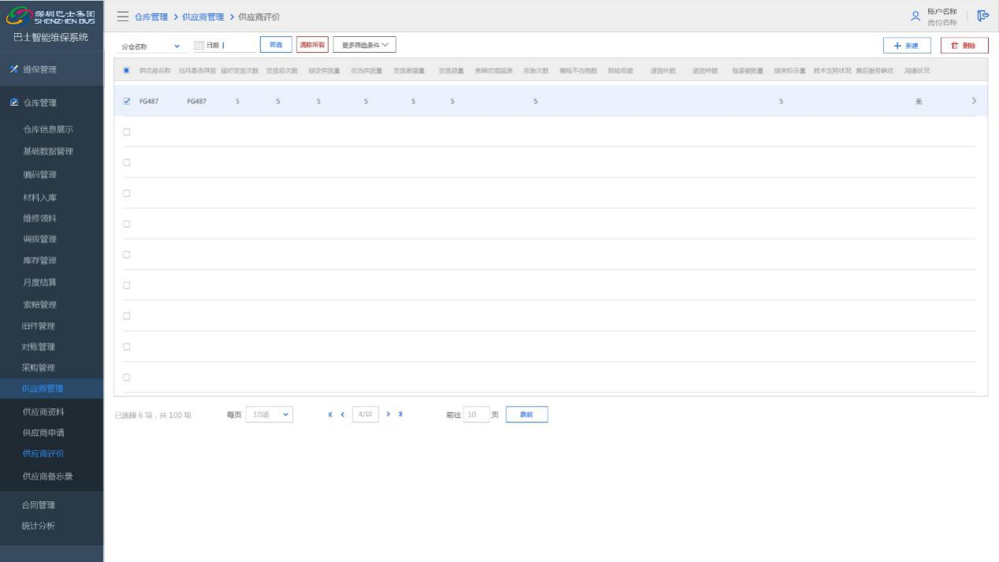 深圳巴士集团
SHENZHEN BUS
巴士智能维保系统
仓库管理 > 供应商管理 > 供应商评价
账户名称
岗位名称
维保管理
仓库管理
仓库信息展示
基础数据管理
编码管理
材料入库
维修领料
调拨管理
库存管理
月度结算
索赔管理
旧件管理
对账管理
采购管理
供应商管理
供应商资料
供应商申请
供应商评价
供应商备忘录
合同管理
统计分析
分仓名称 日期 筛选 清除所有 更多筛选条件 新建 删除
供应商名称 当月是否供货 延时交货次数 交货总次数 缺交供货量 应当供货量 交货差错量 交货总量 未响应或延误 应急次数 抽检不合格数 抽检总数 退货件数 进货件数 包装破损量 缺失标示量 技术支持状况 售后服务响应 沟通状况
FG487 FG487 5 5 5 5 5 5 5 5 无
已选择 6 项，共 100 项 每页 10项 4/10 前往 10 页 跳转